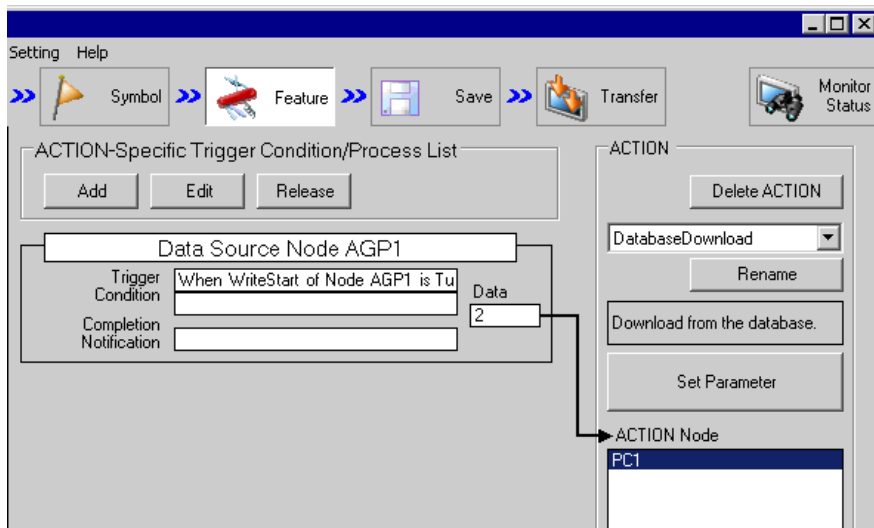 Setting Help
Symbol Feature Save Transfer Monitor Status
ACTION-Specific Trigger Condition/Process List
Add Edit Release
Data Source Node AGP1
Trigger Condition When WriteStart of Node AGP1 is Tu
Data
2
Completion Notification
ACTION
Delete ACTION
DatabaseDownload
Rename
Download from the database.
Set Parameter
ACTION Node
PC1